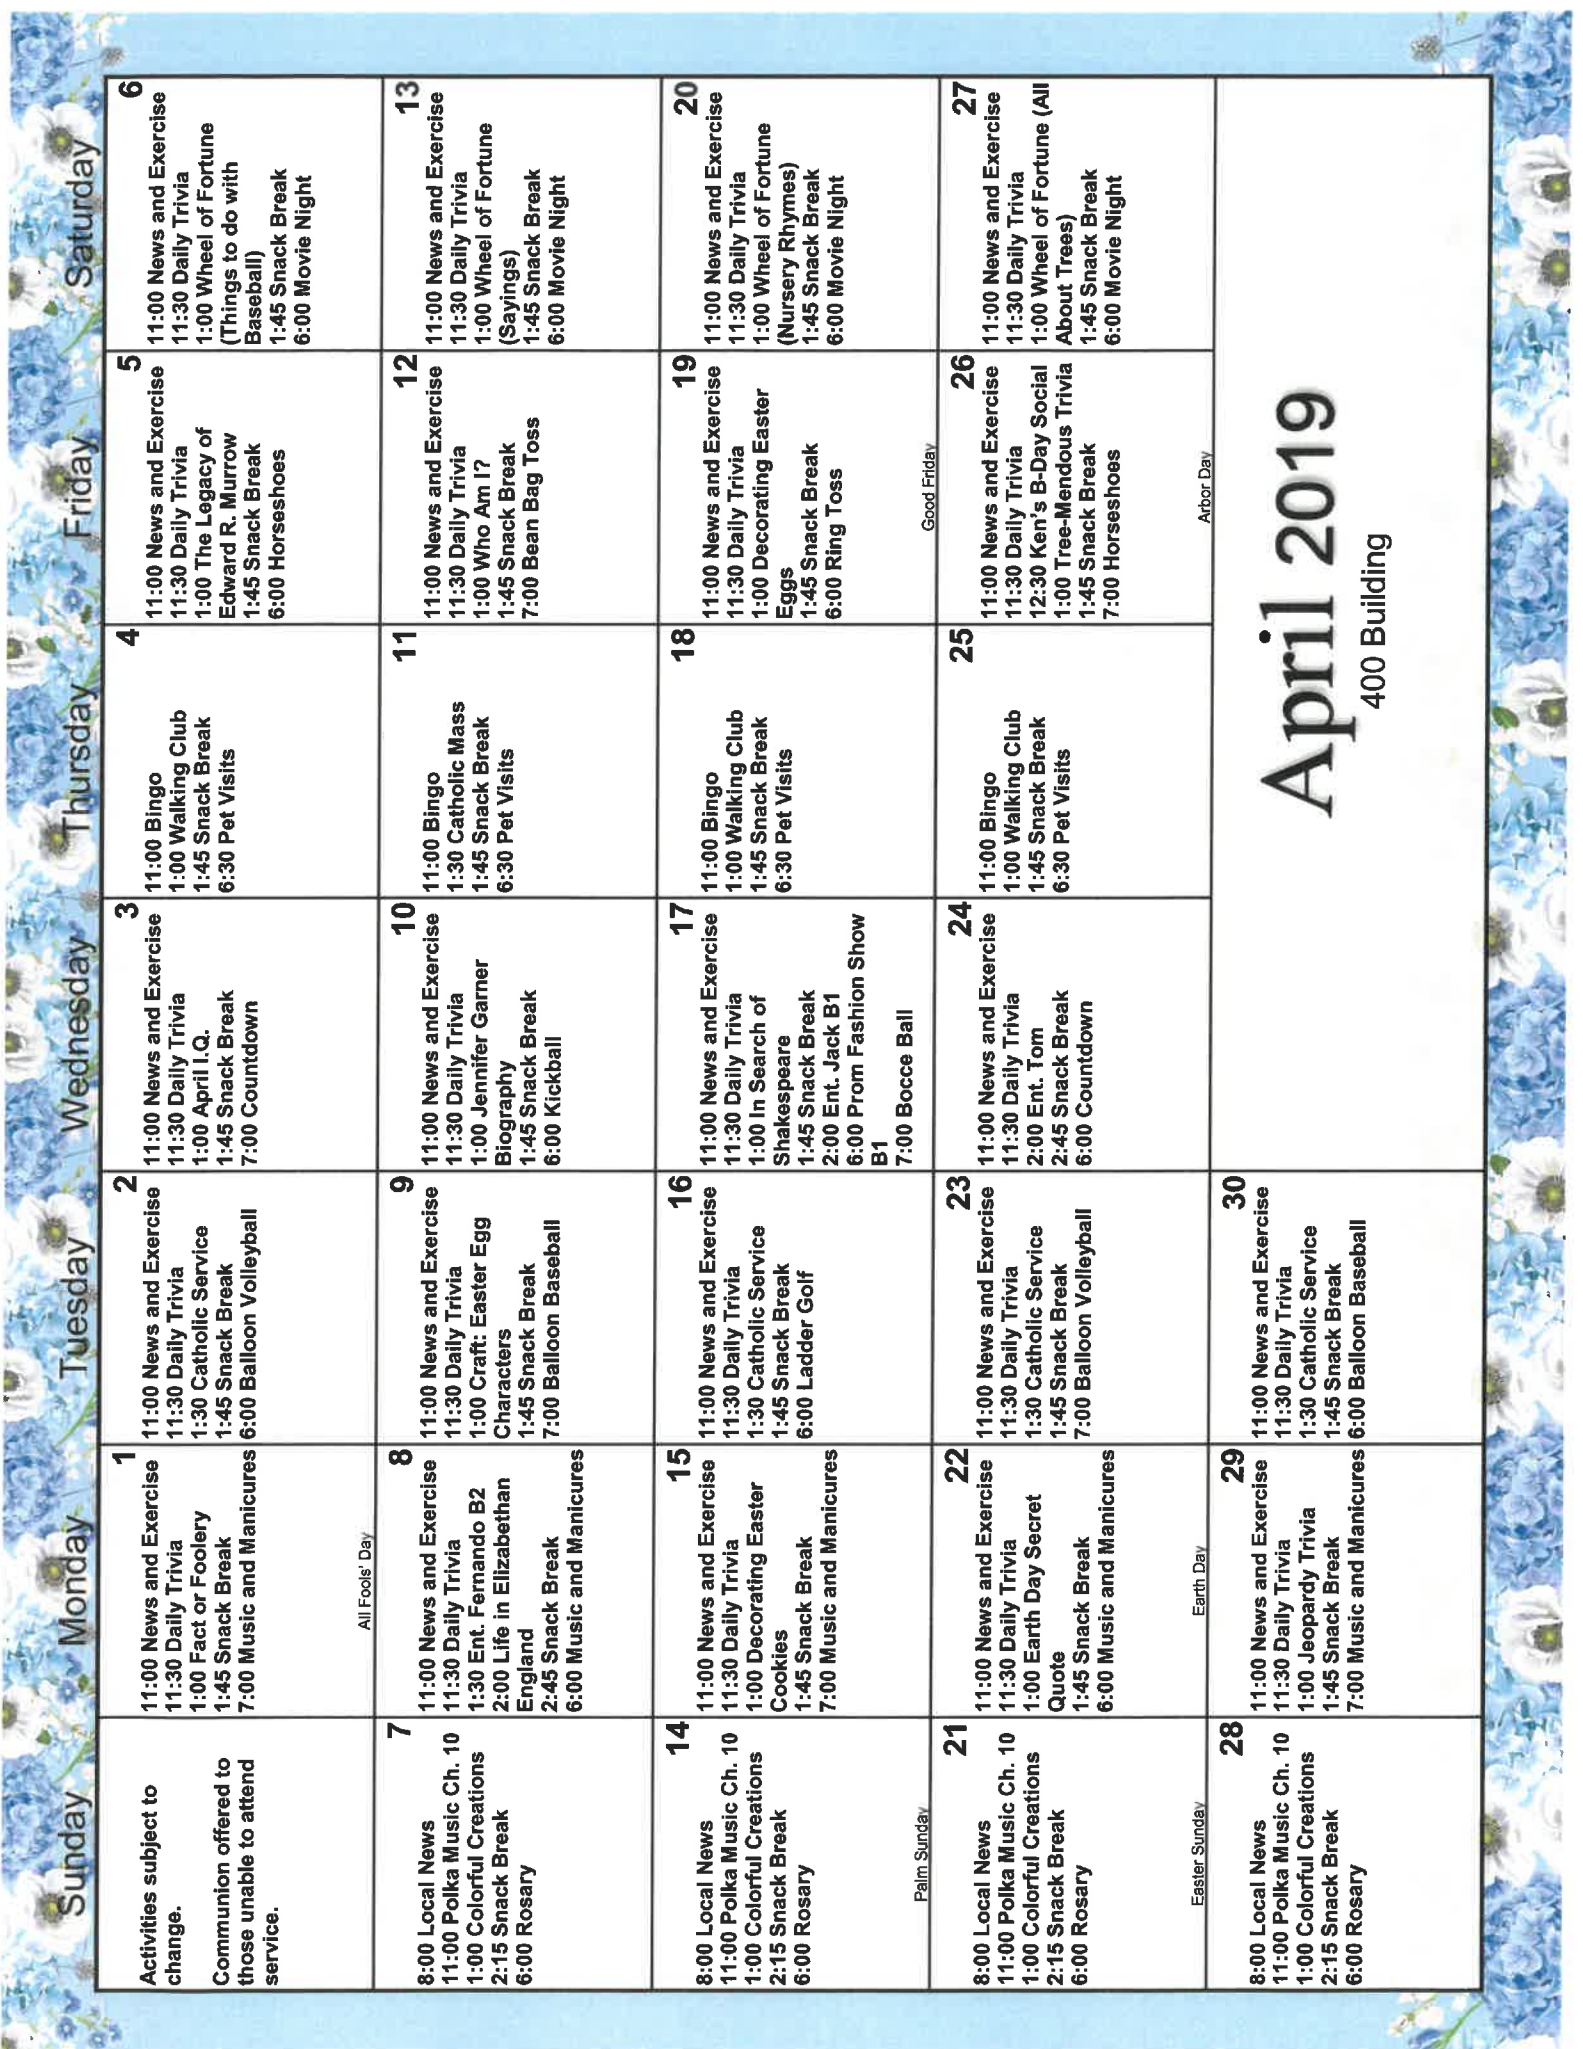 Sunday
Monday
Tuesday
Wednesday
Thursday
Friday
Saturday
Activities subject to
change.
Communion offered to
those unable to attend
service.
1
11:00 News and Exercise
11:30 Daily Trivia
1:00 Fact or Foolery
1:45 Snack Break
7:00 Music and Manicures
All Fools' Day
2
11:00 News and Exercise
11:30 Daily Trivia
1:30 Catholic Service
1:45 Snack Break
6:00 Balloon Volleyball
3
11:00 News and Exercise
11:30 Daily Trivia
1:00 April I.Q.
1:45 Snack Break
7:00 Countdown
4
11:00 Bingo
1:00 Walking Club
1:45 Snack Break
6:30 Pet Visits
5
11:00 News and Exercise
11:30 Daily Trivia
1:00 The Legacy of
Edward R. Murrow
1:45 Snack Break
6:00 Horseshoes
6
11:00 News and Exercise
11:30 Daily Trivia
1:00 Wheel of Fortune
(Things to do with
Baseball)
1:45 Snack Break
6:00 Movie Night
7
8:00 Local News
11:00 Polka Music Ch. 10
1:00 Colorful Creations
2:15 Snack Break
6:00 Rosary
8
11:00 News and Exercise
11:30 Daily Trivia
1:30 Ent. Fernando B2
2:00 Life in Elizabethan
England
2:45 Snack Break
6:00 Music and Manicures
9
11:00 News and Exercise
11:30 Daily Trivia
1:00 Craft: Easter Egg
Characters
1:45 Snack Break
7:00 Balloon Baseball
10
11:00 News and Exercise
11:30 Daily Trivia
1:00 Jennifer Garner
Biography
1:45 Snack Break
6:00 Kickball
11
11:00 Bingo
1:30 Catholic Mass
1:45 Snack Break
6:30 Pet Visits
12
11:00 News and Exercise
11:30 Daily Trivia
1:00 Who Am I?
1:45 Snack Break
7:00 Bean Bag Toss
13
11:00 News and Exercise
11:30 Daily Trivia
1:00 Wheel of Fortune
(Sayings)
1:45 Snack Break
6:00 Movie Night
14
8:00 Local News
11:00 Polka Music Ch. 10
1:00 Colorful Creations
2:15 Snack Break
6:00 Rosary
Palm Sunday
15
11:00 News and Exercise
11:30 Daily Trivia
1:00 Decorating Easter
Cookies
1:45 Snack Break
7:00 Music and Manicures
16
11:00 News and Exercise
11:30 Daily Trivia
1:30 Catholic Service
1:45 Snack Break
6:00 Ladder Golf
17
11:00 News and Exercise
11:30 Daily Trivia
1:00 In Search of
Shakespeare
1:45 Snack Break
2:00 Ent. Jack B1
6:00 Prom Fashion Show
B1
7:00 Bocce Ball
18
11:00 Bingo
1:00 Walking Club
1:45 Snack Break
6:30 Pet Visits
19
11:00 News and Exercise
11:30 Daily Trivia
1:00 Decorating Easter
Eggs
1:45 Snack Break
6:00 Ring Toss
Good Friday
20
11:00 News and Exercise
11:30 Daily Trivia
1:00 Wheel of Fortune
(Nursery Rhymes)
1:45 Snack Break
6:00 Movie Night
21
8:00 Local News
11:00 Polka Music Ch. 10
1:00 Colorful Creations
2:15 Snack Break
6:00 Rosary
Easter Sunday
22
11:00 News and Exercise
11:30 Daily Trivia
1:00 Earth Day Secret
Quote
1:45 Snack Break
6:00 Music and Manicures
Earth Day
23
11:00 News and Exercise
11:30 Daily Trivia
1:30 Catholic Service
1:45 Snack Break
7:00 Balloon Volleyball
24
11:00 News and Exercise
11:30 Daily Trivia
2:00 Ent. Tom
2:45 Snack Break
6:00 Countdown
25
11:00 Bingo
1:00 Walking Club
1:45 Snack Break
6:30 Pet Visits
26
11:00 News and Exercise
11:30 Daily Trivia
12:30 Ken's B-Day Social
1:00 Tree-Mendous Trivia
1:45 Snack Break
7:00 Horseshoes
Arbor Day
27
11:00 News and Exercise
11:30 Daily Trivia
1:00 Wheel of Fortune (All
About Trees)
1:45 Snack Break
6:00 Movie Night
28
8:00 Local News
11:00 Polka Music Ch. 10
1:00 Colorful Creations
2:15 Snack Break
6:00 Rosary
29
11:00 News and Exercise
11:30 Daily Trivia
1:00 Jeopardy Trivia
1:45 Snack Break
7:00 Music and Manicures
30
11:00 News and Exercise
11:30 Daily Trivia
1:30 Catholic Service
1:45 Snack Break
6:00 Balloon Baseball
April 2019
400 Building